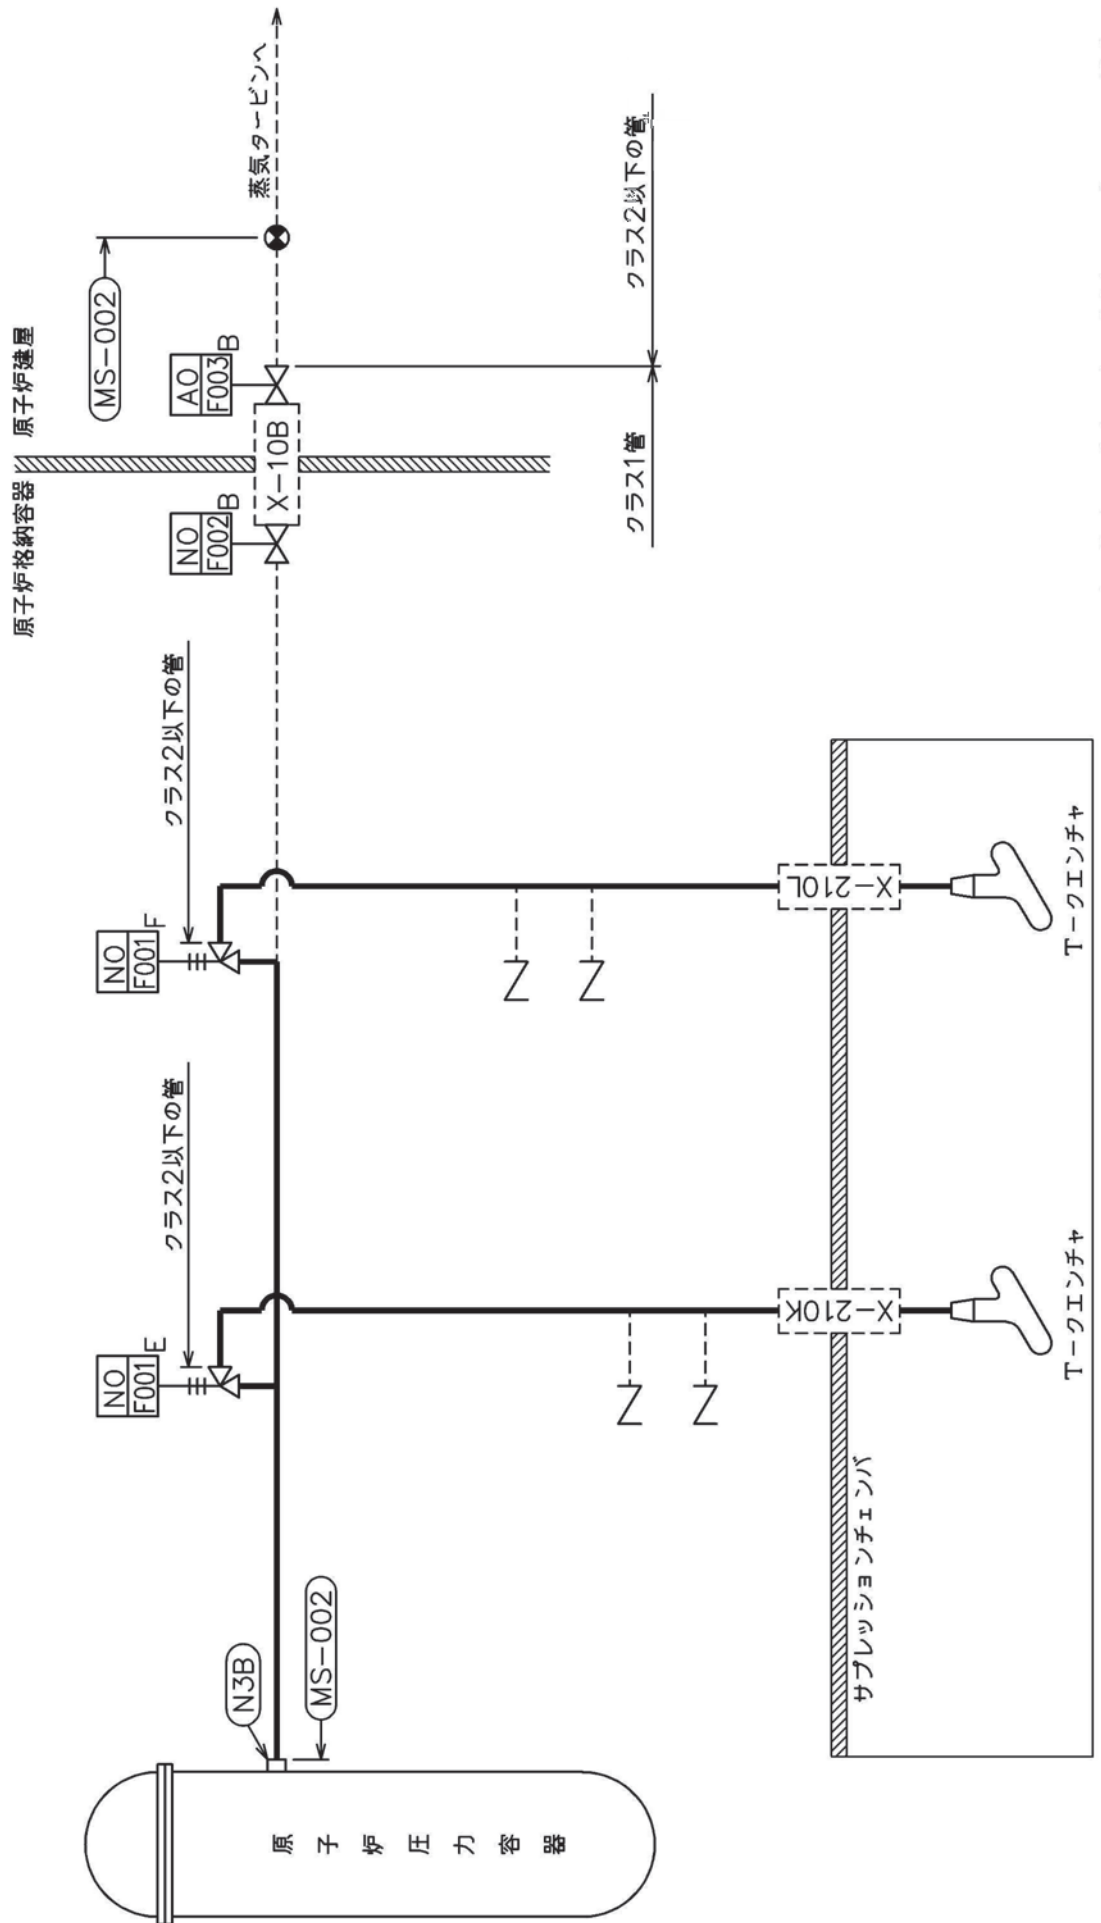 原子炉格納容器
原子炉建屋
MS-002
NO
F001
E
クラス2以下の管
NO
F001
F
クラス2以下の管
NO
F002
B
AO
F003
B
X-10B
蒸気タービンへ
原子炉圧力容器
N3B
MS-002
クラス1管
クラス2以下の管
サプレッションチェンバ
X-210K
X-210L
T-クエンチャ
T-クエンチャ